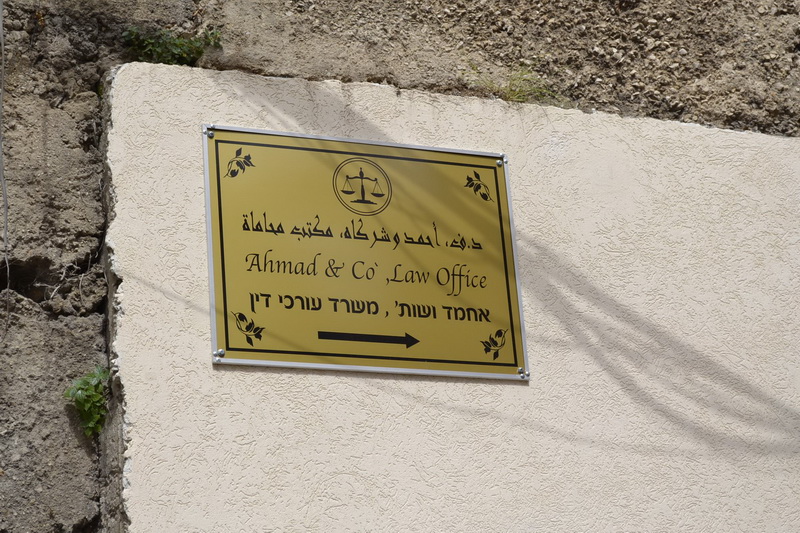 د.ف، أحمد وشركاه، مكتب محاماة
Ahmad & Co` ,Law Office
אחמד ושות' , משרד עורכי דין